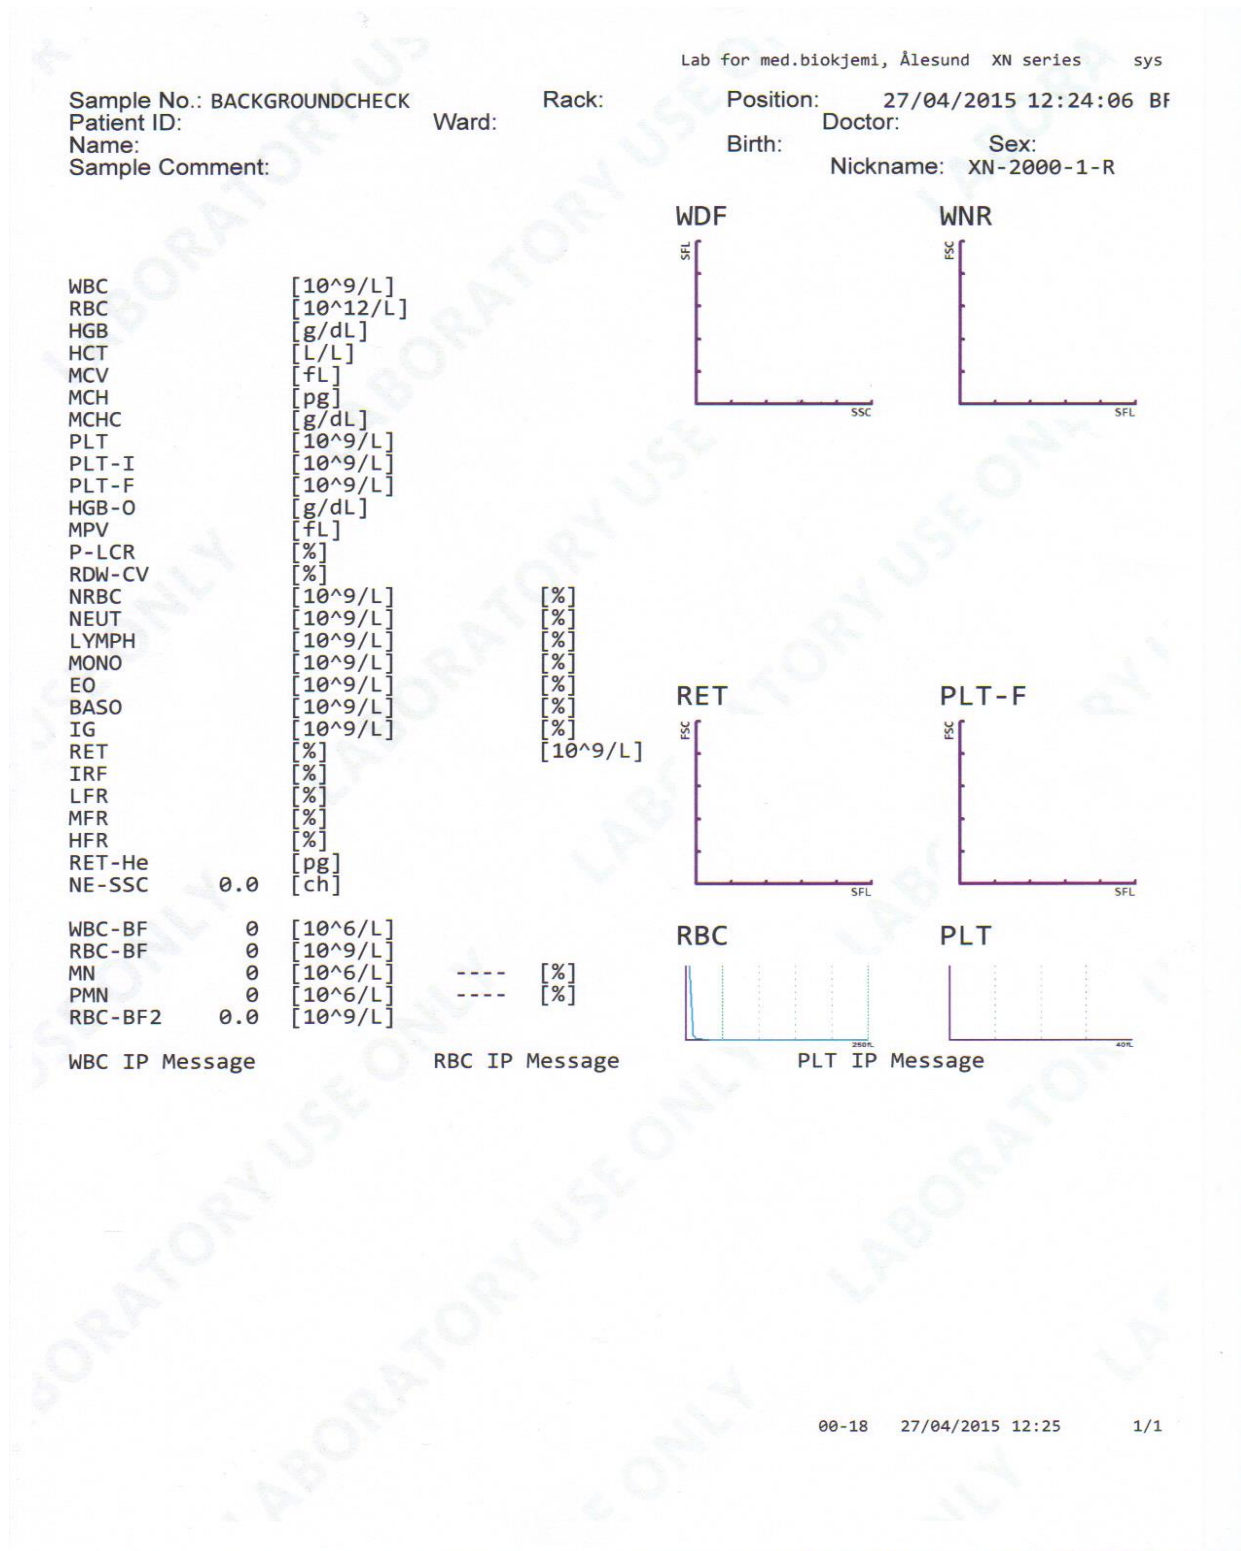 Lab for med.biokjemi, Ålesund XN series sys
Sample No.: BACKGROUNDCHECK Rack: Position: 27/04/2015 12:24:06 BF
Patient ID: Ward: Doctor:
Name: Birth: Sex:
Sample Comment: Nickname: XN-2000-1-R
WDF WNR
SFL FSC
SSC SFL
WBC [10^9/L]
RBC [10^12/L]
HGB [g/dL]
HCT [L/L]
MCV [fL]
MCH [pg]
MCHC [g/dL]
PLT [10^9/L]
PLT-I [10^9/L]
PLT-F [10^9/L]
HGB-O [g/dL]
MPV [fL]
P-LCR [%]
RDW-CV [%]
NRBC [10^9/L] [%]
NEUT [10^9/L] [%]
LYMPH [10^9/L] [%]
MONO [10^9/L] [%]
EO [10^9/L] [%]
BASO [10^9/L] [%]
IG [10^9/L] [%]
RET [%] [10^9/L]
IRF [%]
LFR [%]
MFR [%]
HFR [%]
RET-He [pg]
NE-SSC 0.0 [ch]
RET PLT-F
FSC FSC
SFL SFL
WBC-BF 0 [10^6/L]
RBC-BF 0 [10^9/L]
MN 0 [10^6/L] ---- [%]
PMN 0 [10^6/L] ---- [%]
RBC-BF2 0.0 [10^9/L]
RBC PLT
250fL 40fL
WBC IP Message RBC IP Message PLT IP Message
00-18 27/04/2015 12:25 1/1
LABORATORY USE ONLY